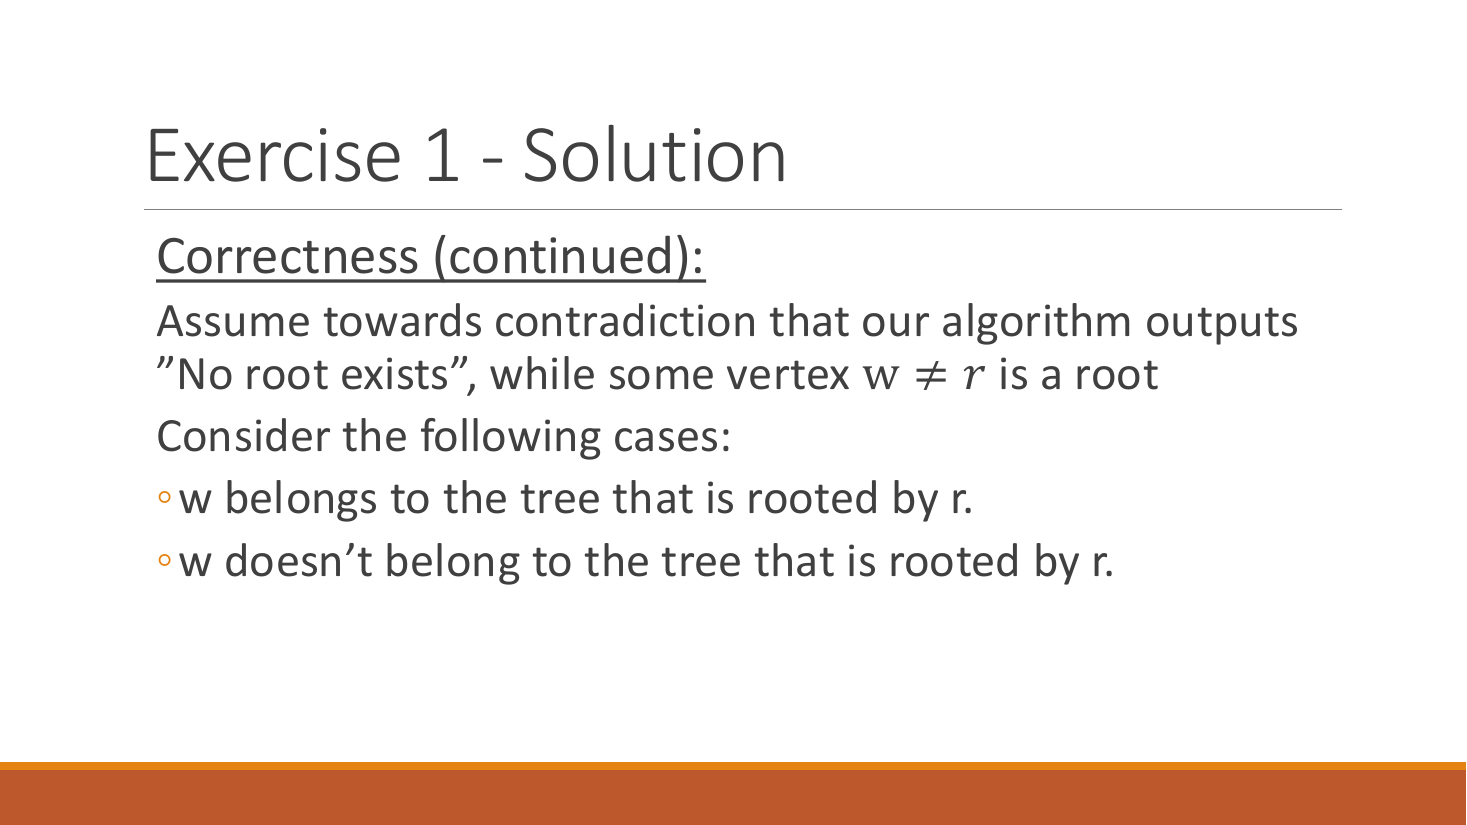 Exercise 1 - Solution
Correctness (continued):
Assume towards contradiction that our algorithm outputs
”No root exists”, while some vertex w ≠ r is a root
Consider the following cases:
◦w belongs to the tree that is rooted by r.
◦w doesn’t belong to the tree that is rooted by r.